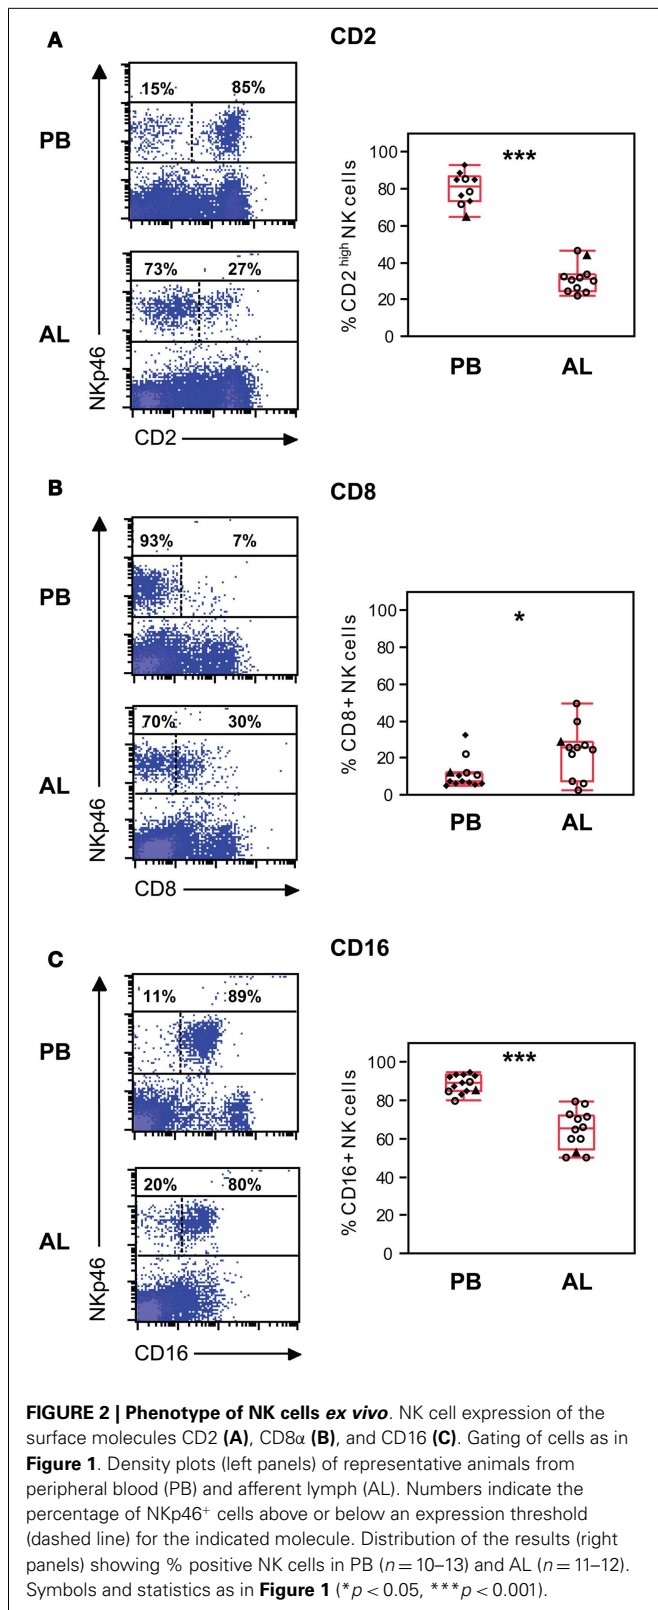 A
CD2
15% 85%
PB
73% 27%
AL
NKp46
CD2
% CD2 high NK cells
100
80
60
40
20
0
***
PB AL
B
CD8
93% 7%
PB
70% 30%
AL
NKp46
CD8
% CD8+ NK cells
100
80
60
40
20
0
*
PB AL
C
CD16
11% 89%
PB
20% 80%
AL
NKp46
CD16
% CD16+ NK cells
100
80
60
40
20
0
***
PB AL
FIGURE 2 | Phenotype of NK cells ex vivo. NK cell expression of the
surface molecules CD2 (A), CD8α (B), and CD16 (C). Gating of cells as in
Figure 1. Density plots (left panels) of representative animals from
peripheral blood (PB) and afferent lymph (AL). Numbers indicate the
percentage of NKp46⁺ cells above or below an expression threshold
(dashed line) for the indicated molecule. Distribution of the results (right
panels) showing % positive NK cells in PB (n = 10–13) and AL (n = 11–12).
Symbols and statistics as in Figure 1 (*p < 0.05, ***p < 0.001).